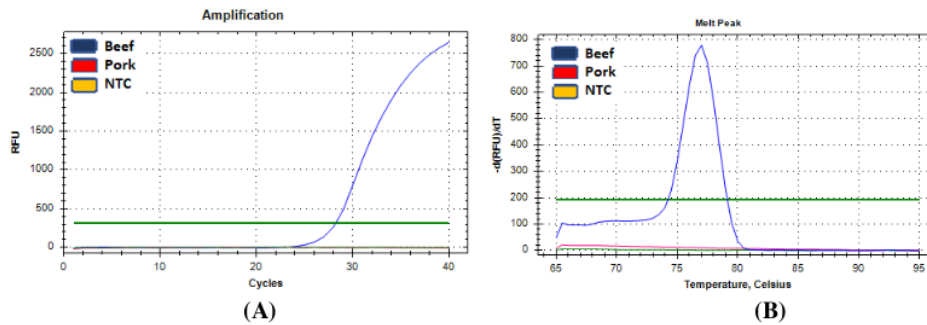 Amplification
Beef
Pork
NTC
2500
2000
1500
1000
500
0
RFU
0 10 20 30 40
Cycles
(A)
Melt Peak
Beef
Pork
NTC
800
700
600
500
400
300
200
100
0
-d(RFU)/dT
65 70 75 80 85 90 95
Temperature, Celsius
(B)